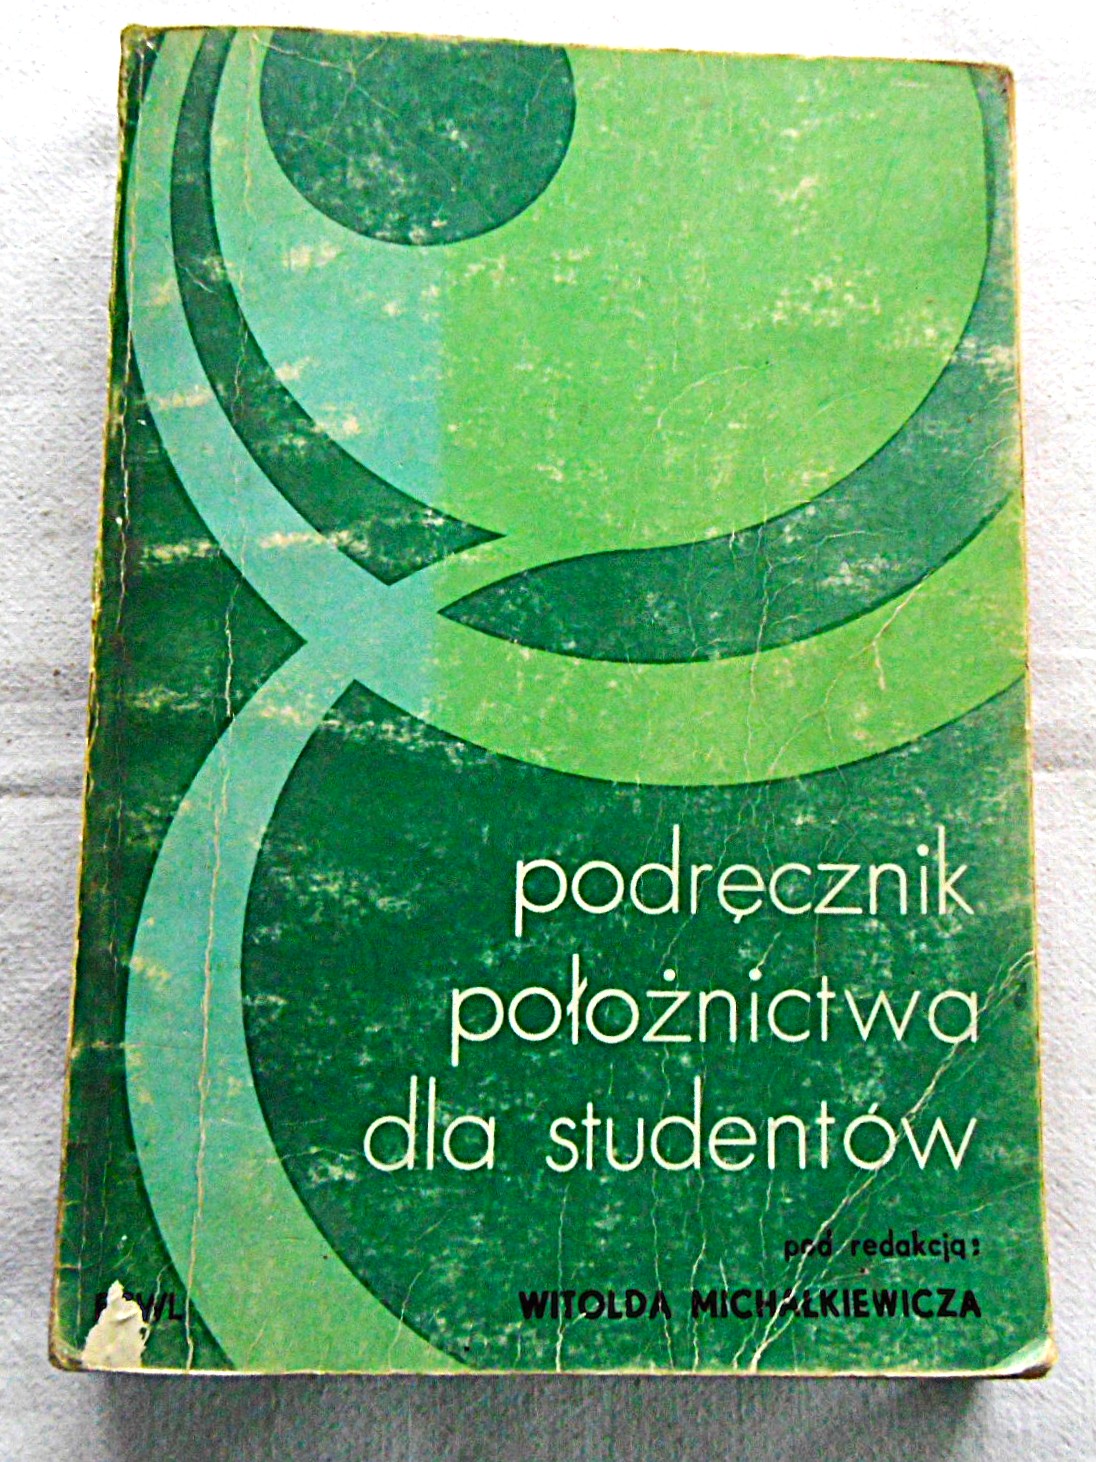 podręcznik
położnictwa
dla studentów
pod redakcją:
WITOLDA MICHAŁKIEWICZA